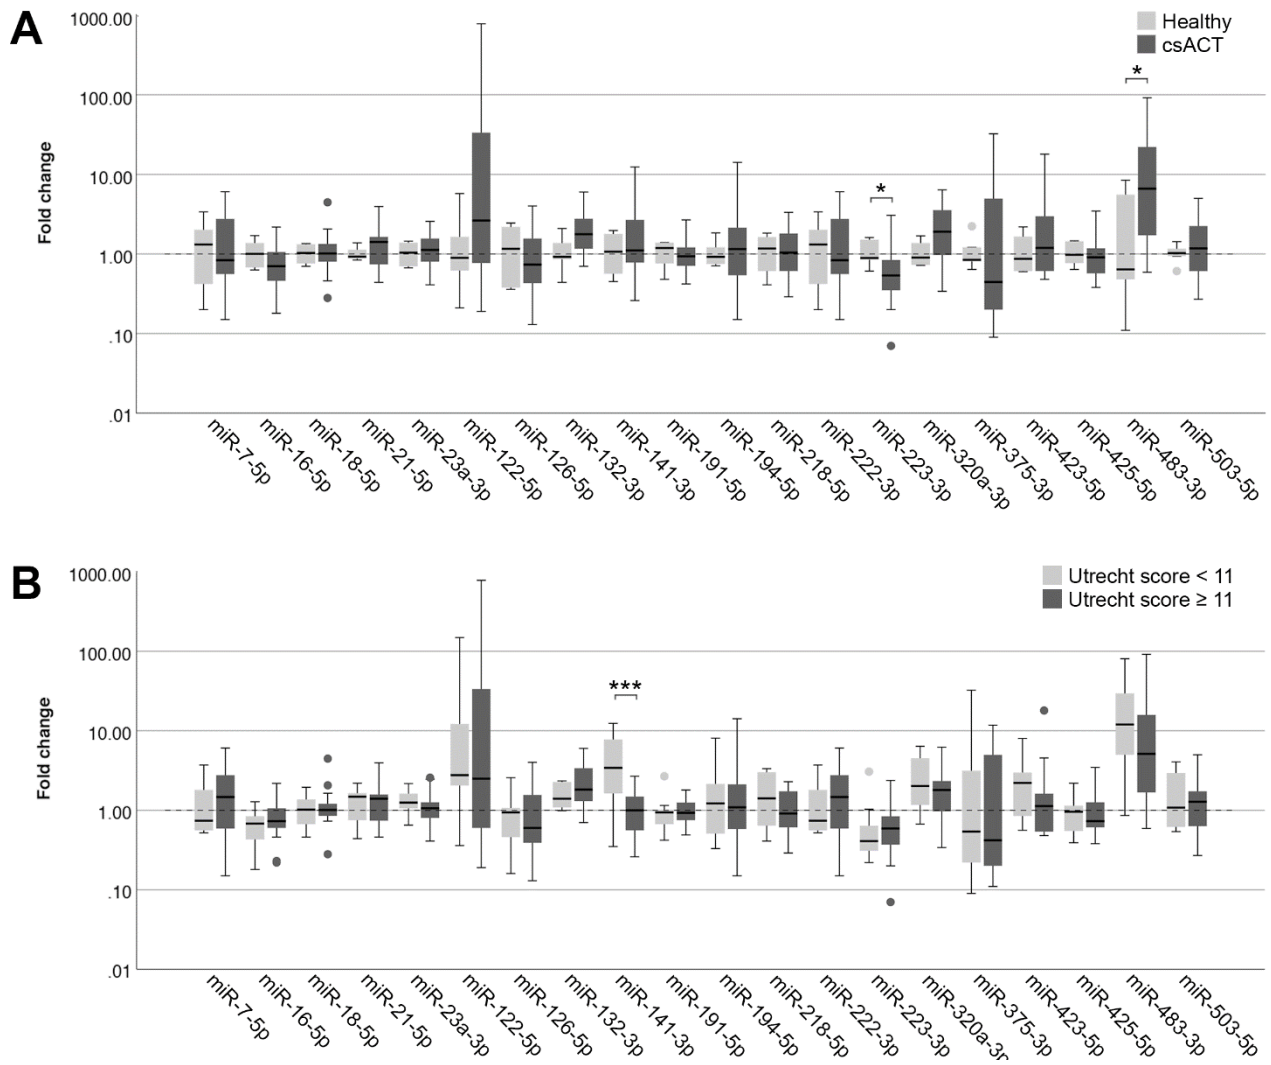 A
1000.00
100.00
10.00
1.00
.10
.01
Fold change
Healthy
csACT
*
*
miR-7-5p
miR-16-5p
miR-18-5p
miR-21-5p
miR-23a-3p
miR-122-5p
miR-126-5p
miR-132-3p
miR-141-3p
miR-191-5p
miR-194-5p
miR-218-5p
miR-222-3p
miR-223-3p
miR-320a-3p
miR-375-3p
miR-423-5p
miR-425-5p
miR-483-3p
miR-503-5p
B
1000.00
100.00
10.00
1.00
.10
.01
Fold change
Utrecht score < 11
Utrecht score ≥ 11
***
miR-7-5p
miR-16-5p
miR-18-5p
miR-21-5p
miR-23a-3p
miR-122-5p
miR-126-5p
miR-132-3p
miR-141-3p
miR-191-5p
miR-194-5p
miR-218-5p
miR-222-3p
miR-223-3p
miR-320a-3p
miR-375-3p
miR-423-5p
miR-425-5p
miR-483-3p
miR-503-5p